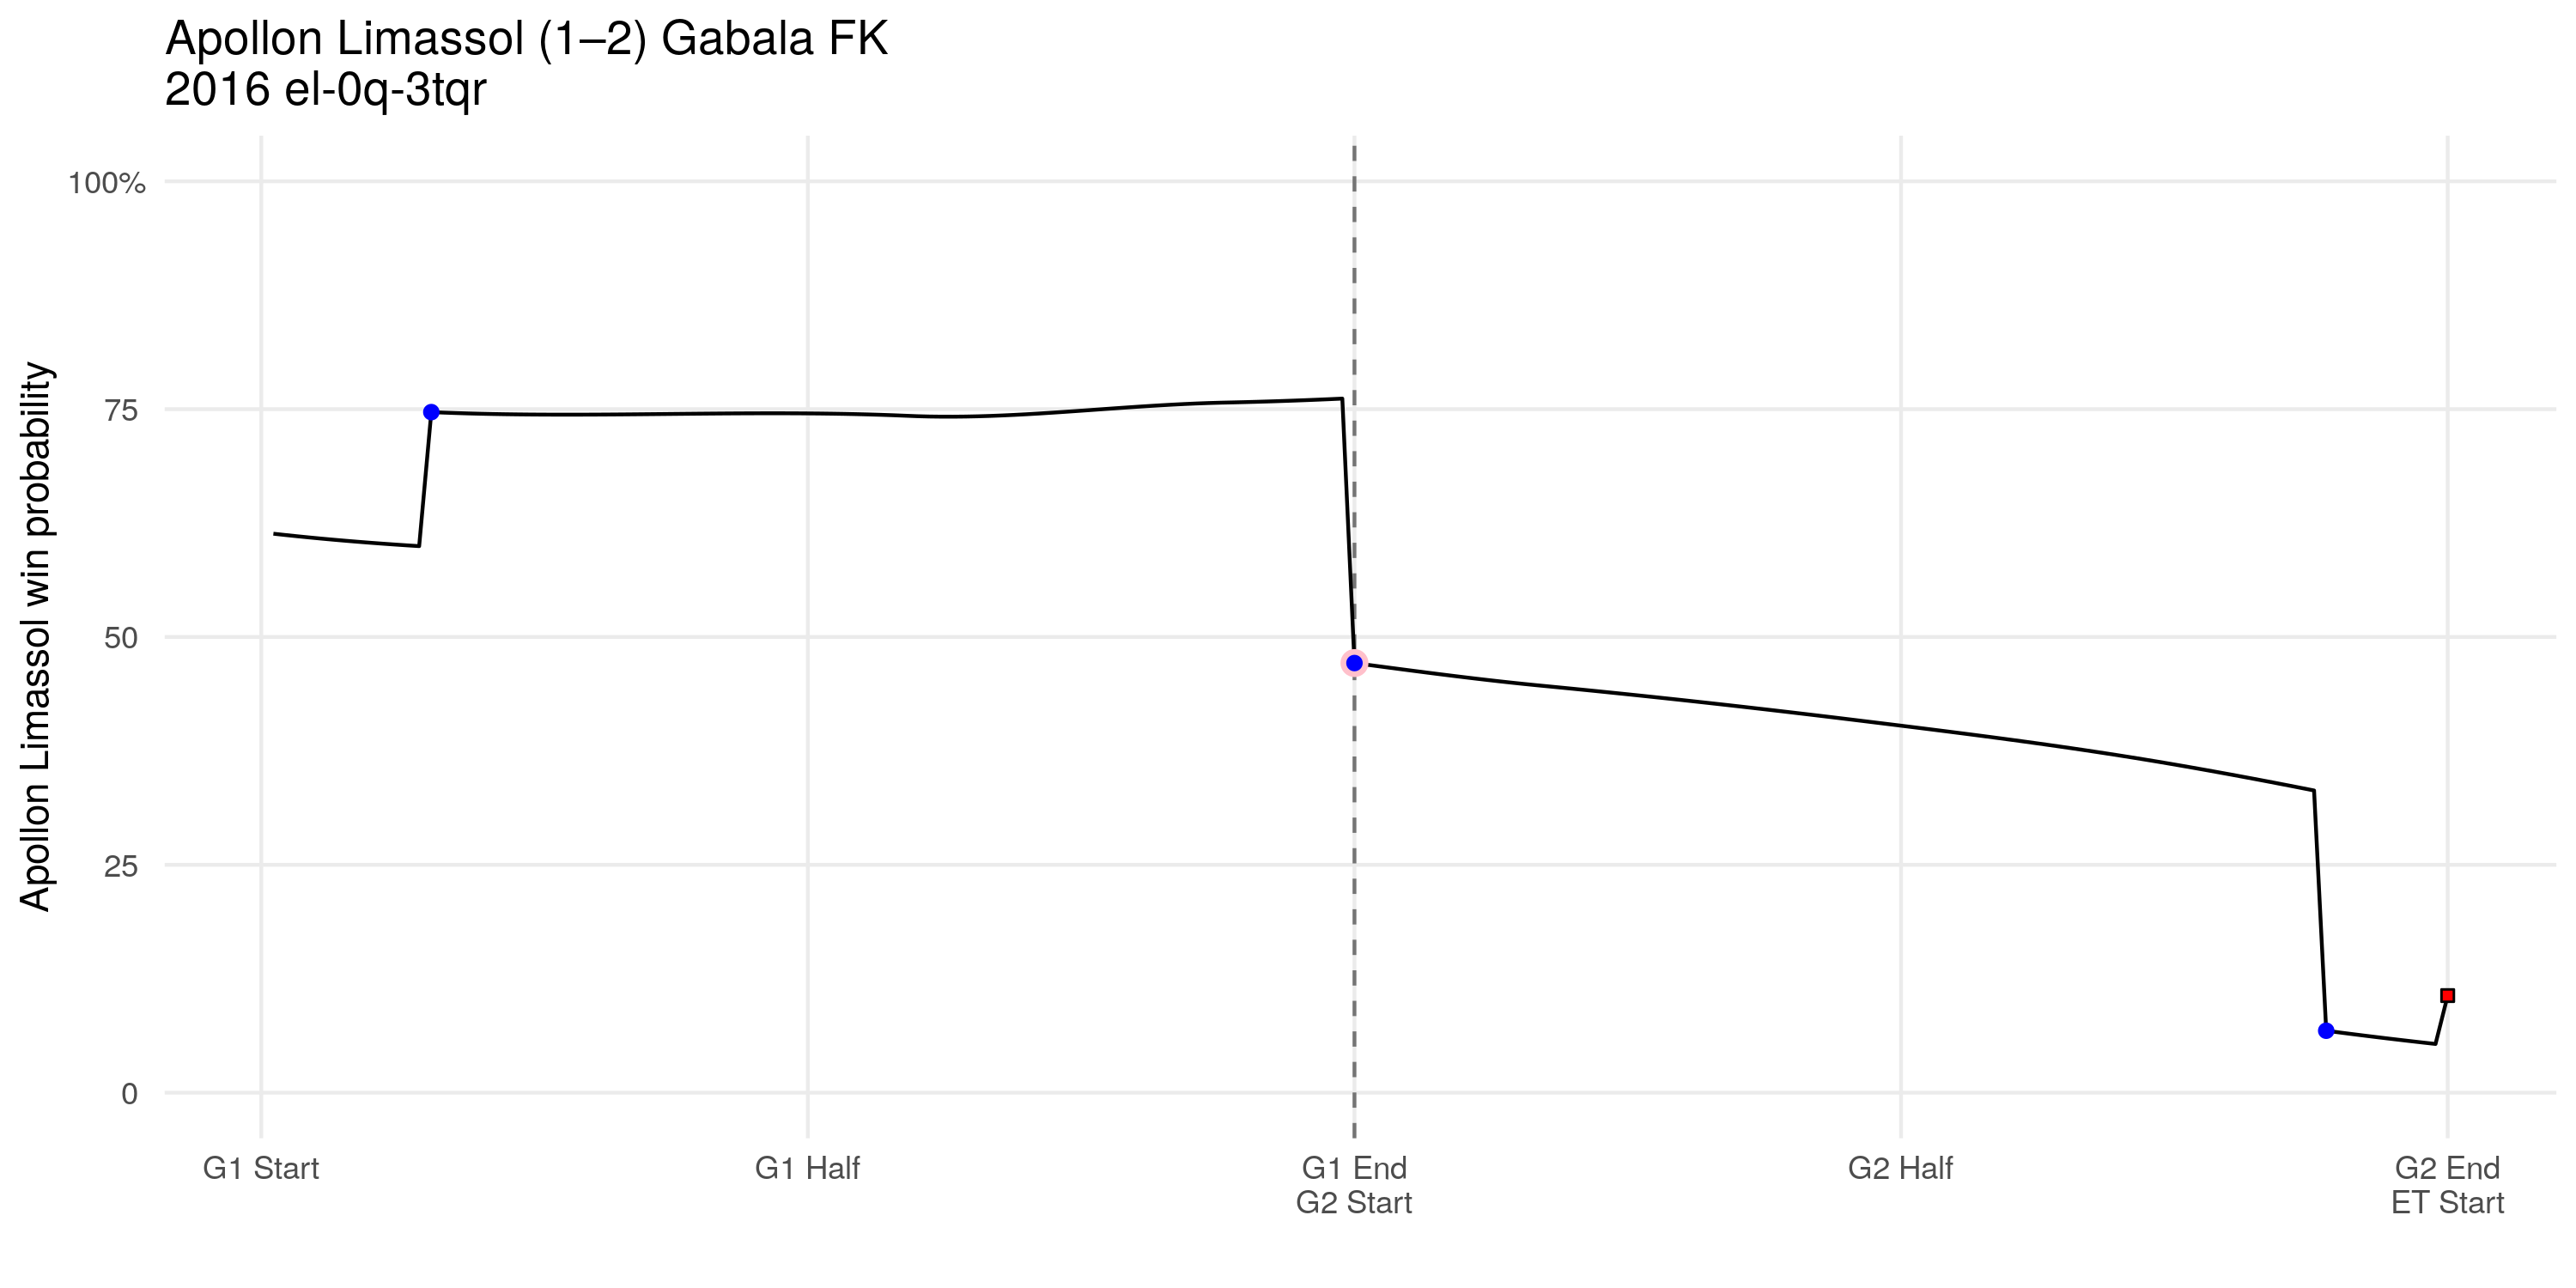 Apollon Limassol (1–2) Gabala FK
2016 el-0q-3tqr
Apollon Limassol win probability
100%
75
50
25
0
G1 Start
G1 Half
G1 End
G2 Start
G2 Half
G2 End
ET Start